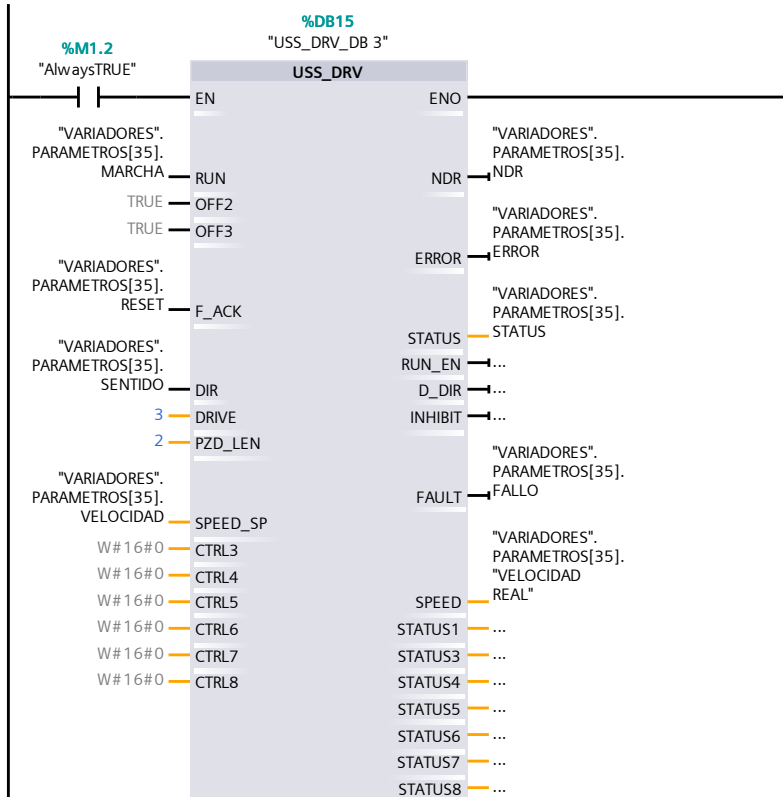 %DB15
"USS_DRV_DB 3"
%M1.2
"AlwaysTRUE"
USS_DRV
EN
ENO
"VARIADORES".
PARAMETROS[35].
MARCHA
RUN
TRUE
OFF2
TRUE
OFF3
"VARIADORES".
PARAMETROS[35].
RESET
F_ACK
"VARIADORES".
PARAMETROS[35].
SENTIDO
DIR
3
DRIVE
2
PZD_LEN
"VARIADORES".
PARAMETROS[35].
VELOCIDAD
SPEED_SP
W#16#0
CTRL3
W#16#0
CTRL4
W#16#0
CTRL5
W#16#0
CTRL6
W#16#0
CTRL7
W#16#0
CTRL8
NDR
"VARIADORES".
PARAMETROS[35].
NDR
ERROR
"VARIADORES".
PARAMETROS[35].
ERROR
STATUS
"VARIADORES".
PARAMETROS[35].
STATUS
RUN_EN
...
D_DIR
...
INHIBIT
...
FAULT
"VARIADORES".
PARAMETROS[35].
FALLO
SPEED
"VARIADORES".
PARAMETROS[35].
"VELOCIDAD
REAL"
STATUS1
...
STATUS3
...
STATUS4
...
STATUS5
...
STATUS6
...
STATUS7
...
STATUS8
...